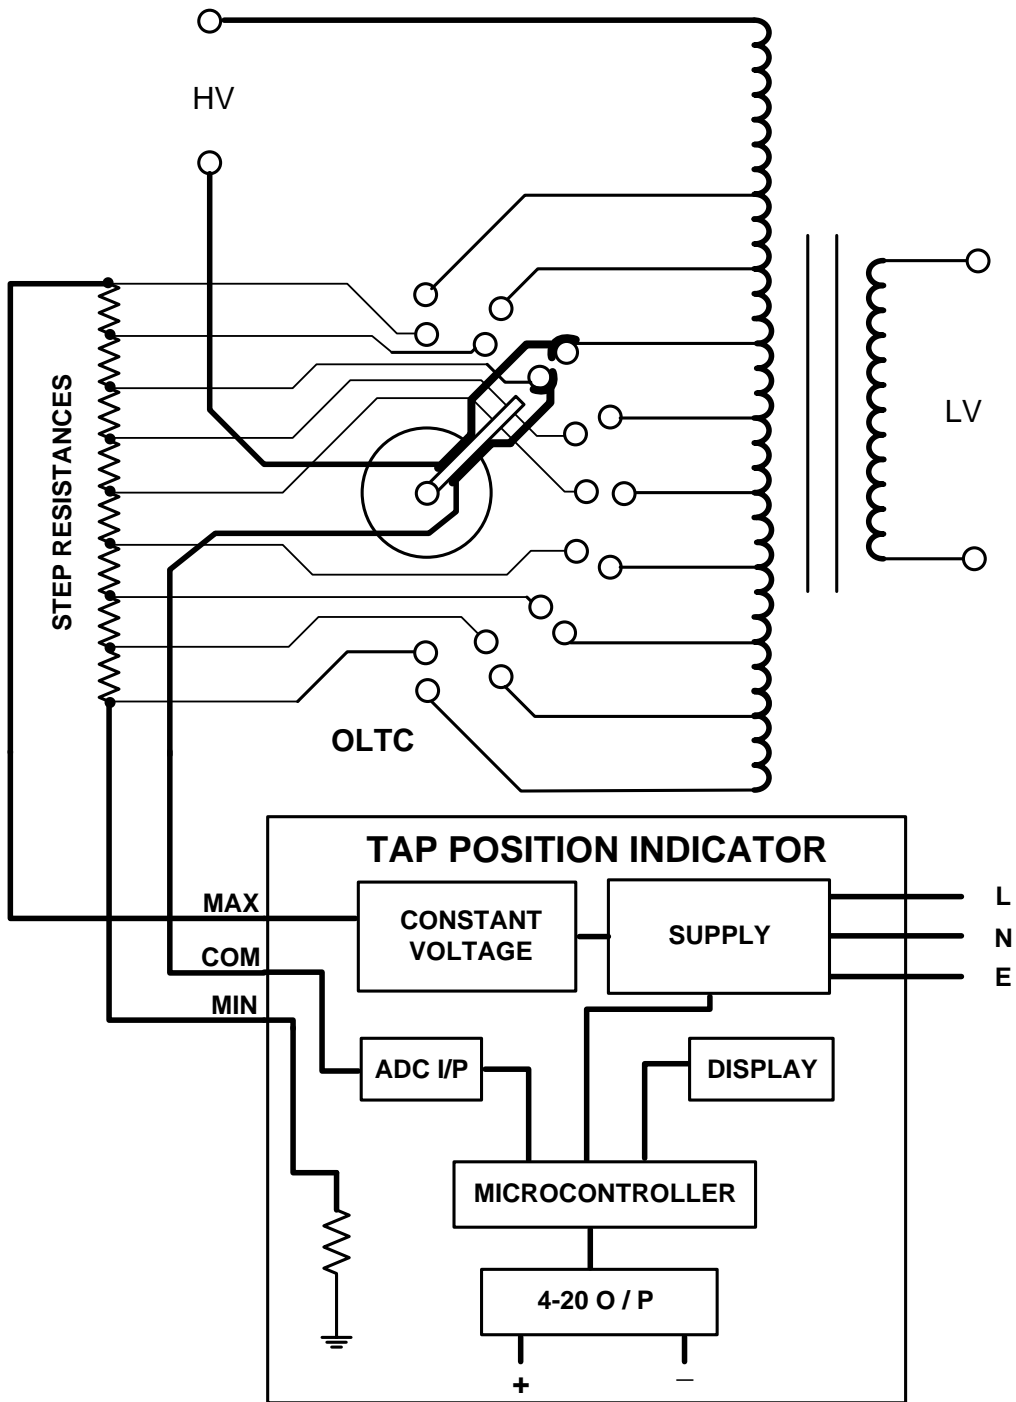 HV
LV
STEP RESISTANCES
OLTC
TAP POSITION INDICATOR
MAX
CONSTANT
VOLTAGE
SUPPLY
L
N
E
COM
MIN
ADC I/P
DISPLAY
MICROCONTROLLER
4-20 O / P
+
–